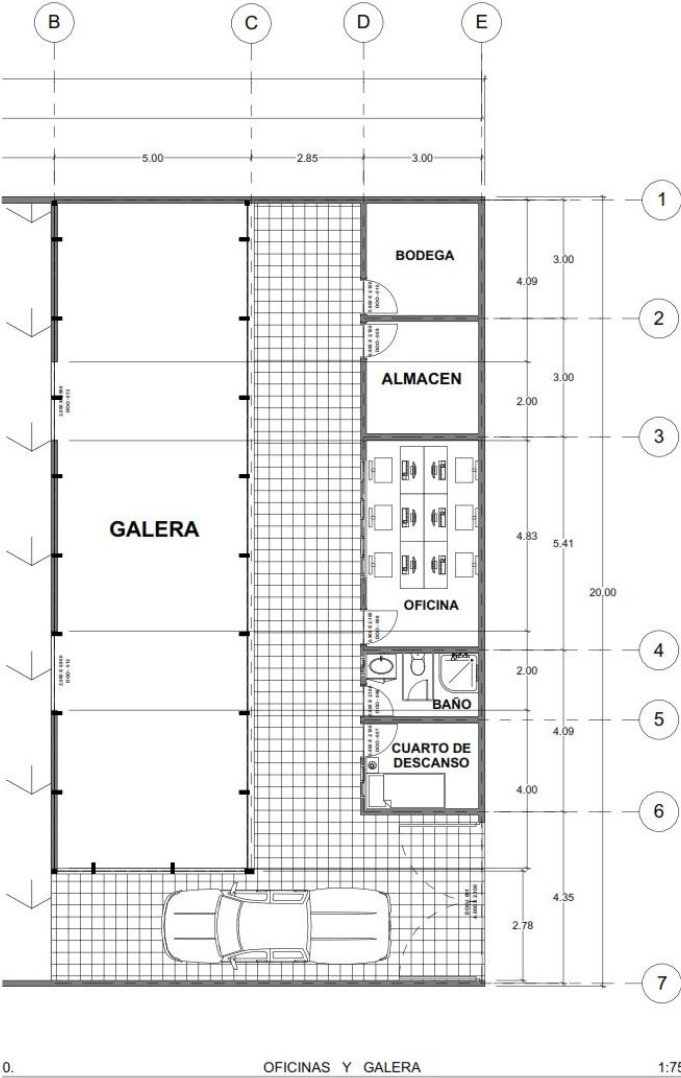 B
C
D
E
5.00
2.85
3.00
1
BODEGA
3.00
4.09
2
ALMACEN
3.00
2.00
3
GALERA
4.83
5.41
20.00
OFICINA
4
2.00
BAÑO
5
4.09
CUARTO DE
DESCANSO
4.00
6
4.35
2.78
7
0.
OFICINAS Y GALERA
1:75